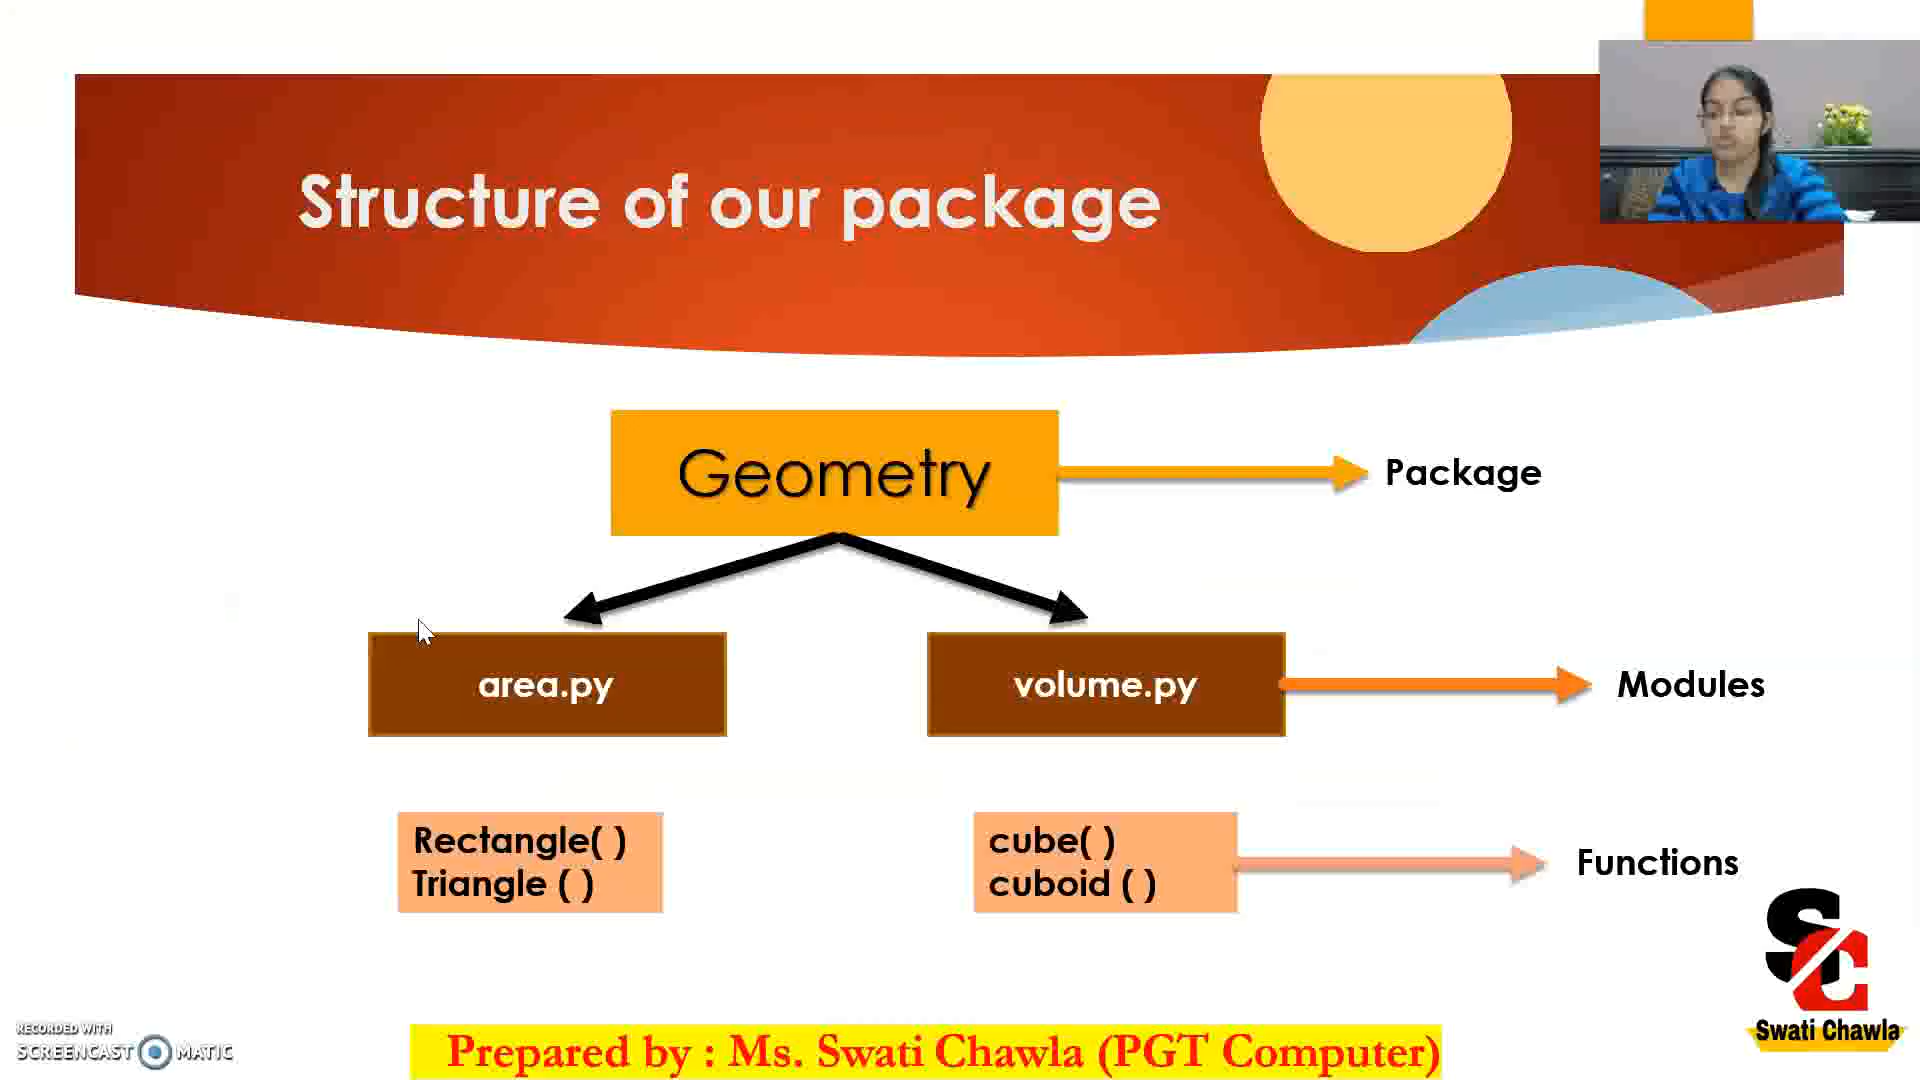 Structure of our package
Geometry
Package
area.py
volume.py
Modules
Rectangle( )
Triangle ( )
cube( )
cuboid ( )
Functions
SC
Swati Chawla
RECORDED WITH
SCREENCAST MATIC
Prepared by : Ms. Swati Chawla (PGT Computer)